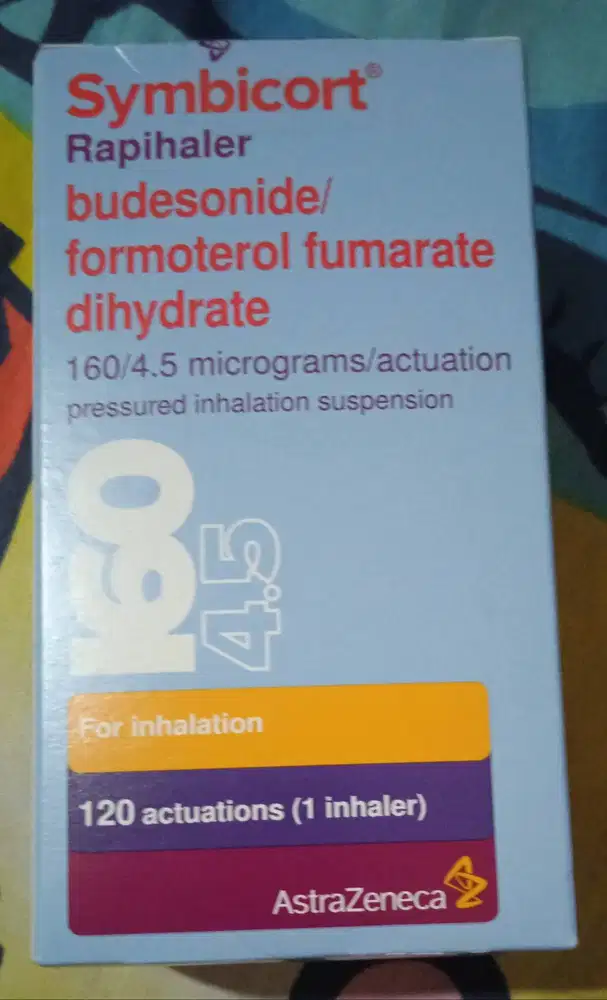 Symbicort®
Rapihaler
budesonide/
formoterol fumarate
dihydrate
160/4.5 micrograms/actuation
pressured inhalation suspension
160
4.5
For inhalation
120 actuations (1 inhaler)
AstraZeneca